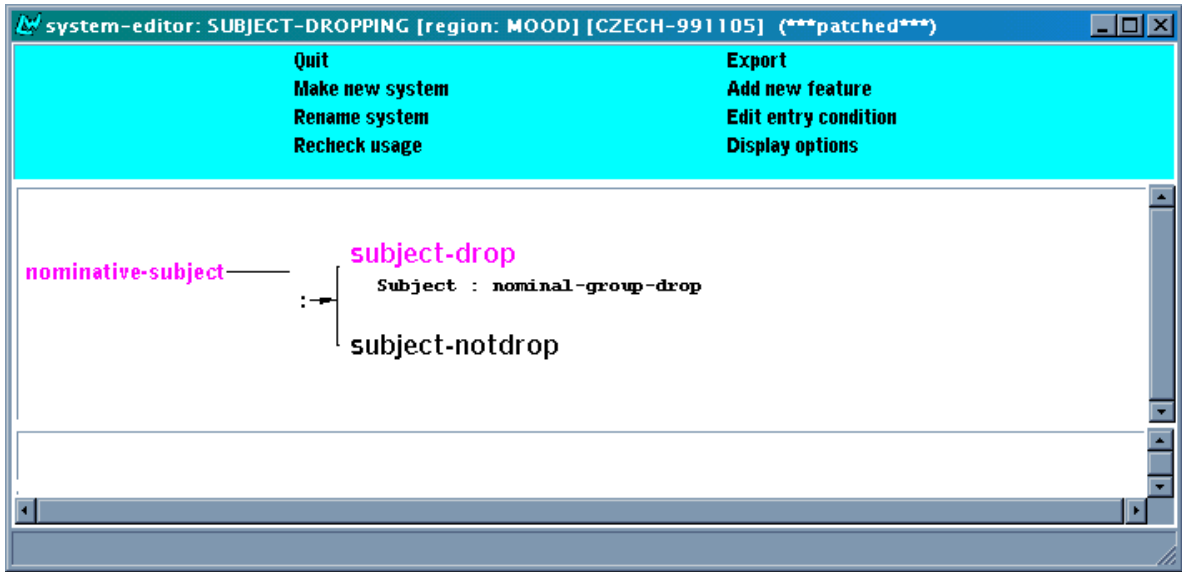 system-editor: SUBJECT-DROPPING [region: MOOD] [CZECH-991105] (***patched***)
Quit Export
Make new system Add new feature
Rename system Edit entry condition
Recheck usage Display options
subject-drop
nominative-subject
Subject : nominal-group-drop
:
subject-notdrop